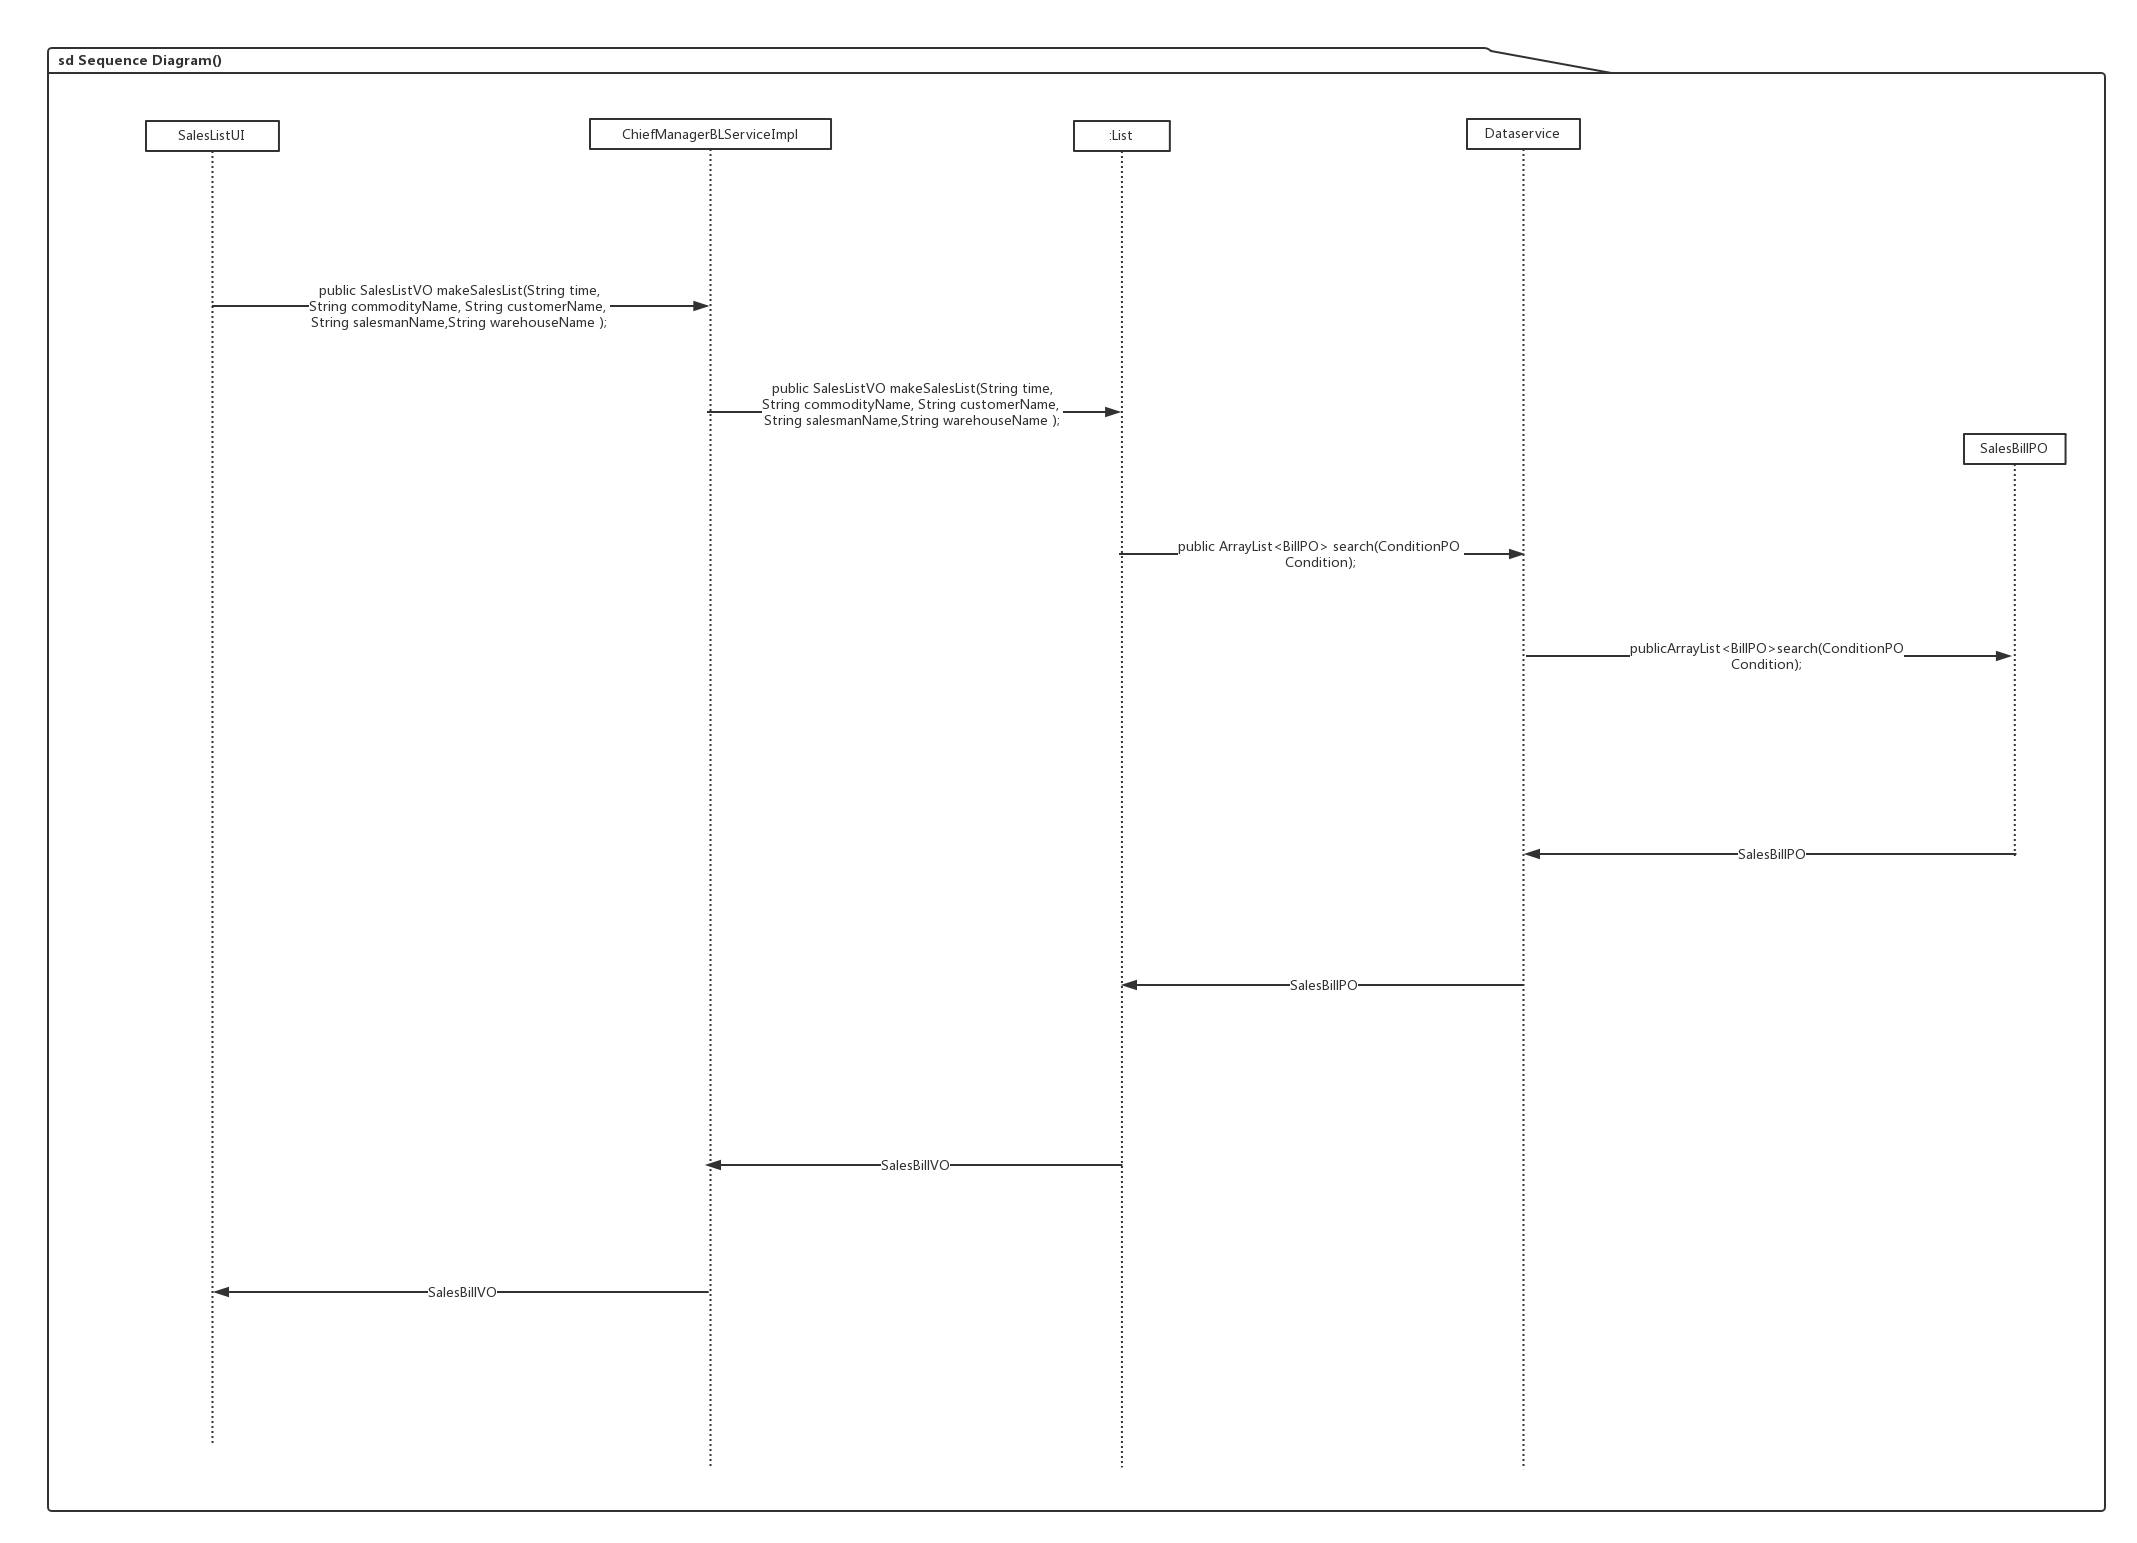 sd Sequence Diagram()
SalesListUI
ChiefManagerBLServiceImpl
:List
Dataservice
public SalesListVO makeSalesList(String time,
String commodityName, String customerName,
String salesmanName,String warehouseName );
public SalesListVO makeSalesList(String time,
String commodityName, String customerName,
String salesmanName,String warehouseName );
SalesBillPO
public ArrayList<BillPO> search(ConditionPO
Condition);
publicArrayList<BillPO>search(ConditionPO
Condition);
SalesBillPO
SalesBillPO
SalesBillVO
SalesBillVO